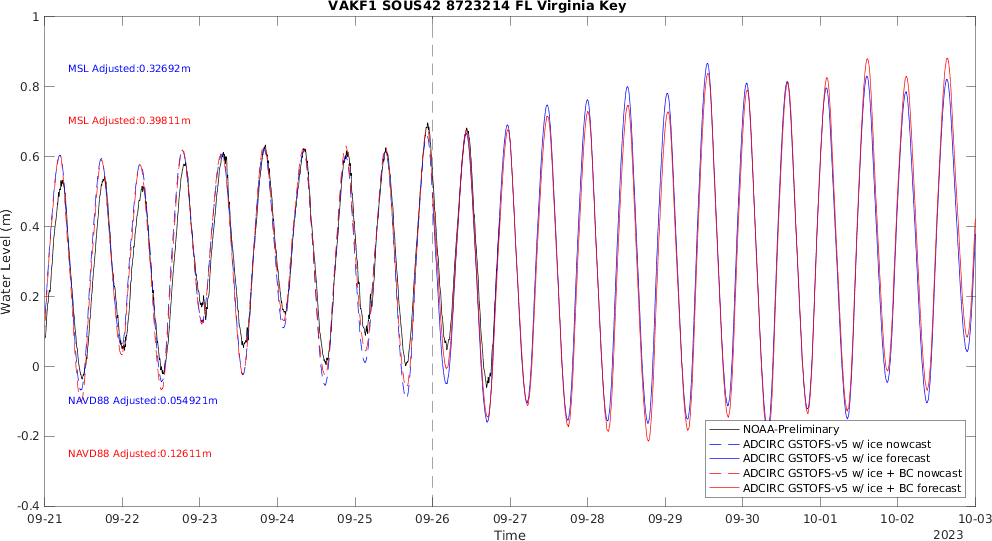 VAKF1 SOUS42 8723214 FL Virginia Key
1
0.8
0.6
0.4
0.2
0
-0.2
-0.4
Water Level (m)
MSL Adjusted:0.32692m
MSL Adjusted:0.39811m
NAVD88 Adjusted:0.054921m
NAVD88 Adjusted:0.12611m
NOAA-Preliminary
ADCIRC GSTOFS-v5 w/ ice nowcast
ADCIRC GSTOFS-v5 w/ ice forecast
ADCIRC GSTOFS-v5 w/ ice + BC nowcast
ADCIRC GSTOFS-v5 w/ ice + BC forecast
09-21 09-22 09-23 09-24 09-25 09-26 09-27 09-28 09-29 09-30 10-01 10-02 10-03
Time
2023